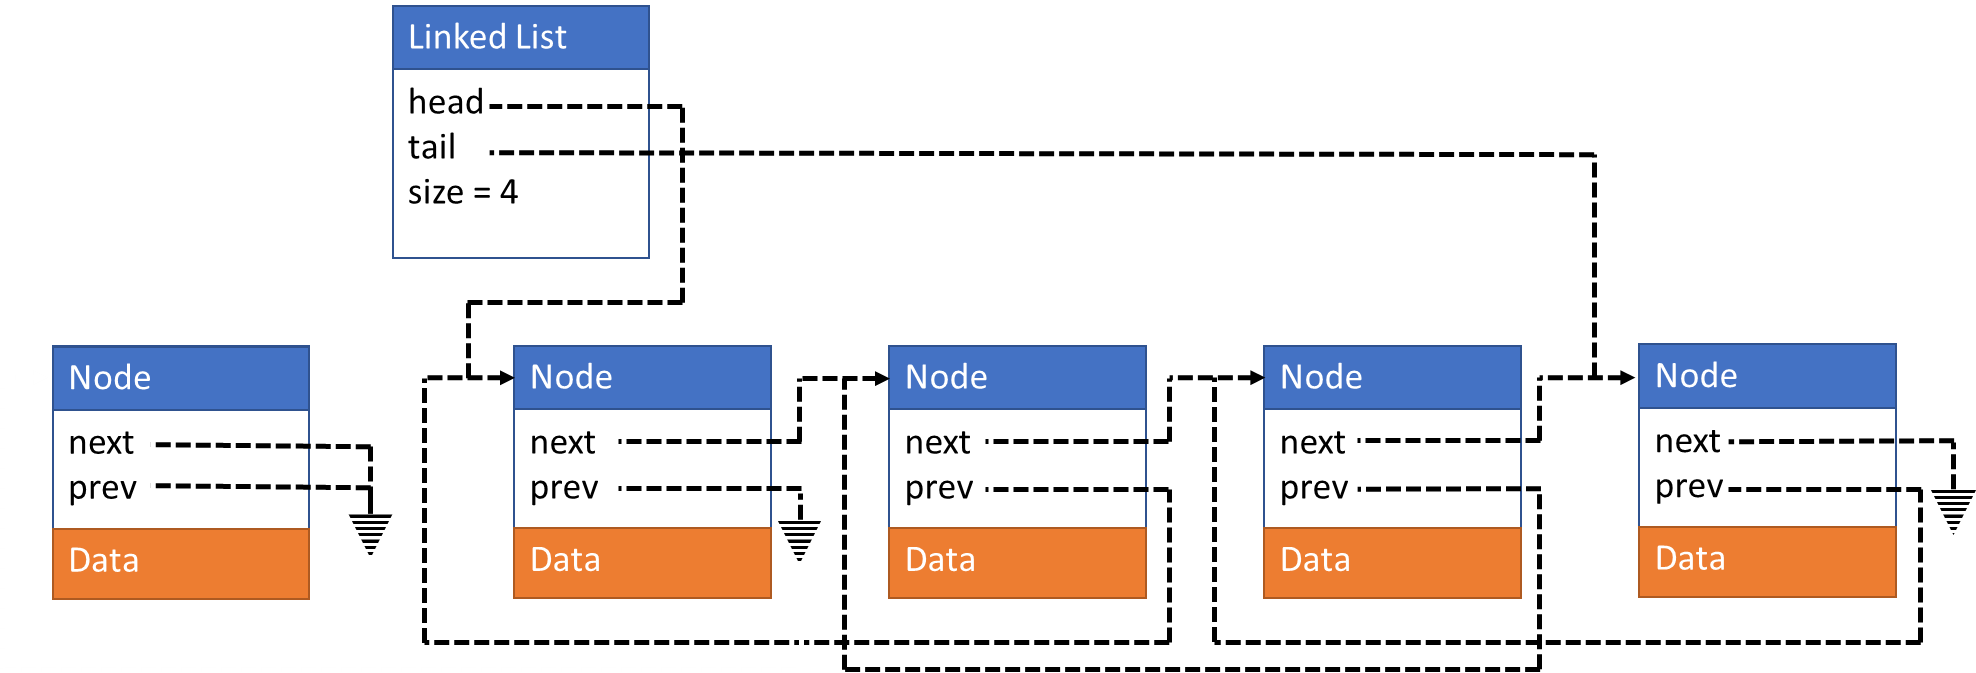 Linked List
head
tail
size = 4
Node
next
prev
Data
Node
next
prev
Data
Node
next
prev
Data
Node
next
prev
Data
Node
next
prev
Data